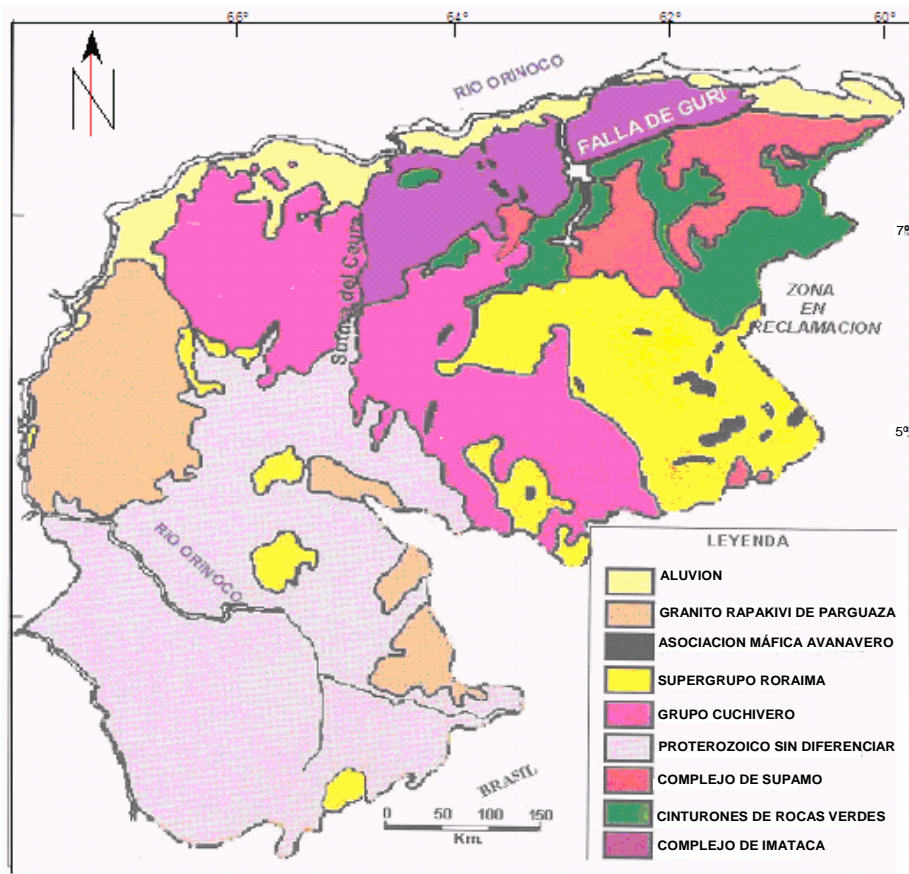 66° 64° 62° 60°
N
RIO ORINOCO
FALLA DE GURI
7º
Sutura del Caura
ZONA
EN
RECLAMACION
5º
RIO ORINOCO
BRASIL
0 50 100 150
Km.
LEYENDA
ALUVION
GRANITO RAPAKIVI DE PARGUAZA
ASOCIACION MÁFICA AVANAVERO
SUPERGRUPO RORAIMA
GRUPO CUCHIVERO
PROTEROZOICO SIN DIFERENCIAR
COMPLEJO DE SUPAMO
CINTURONES DE ROCAS VERDES
COMPLEJO DE IMATACA